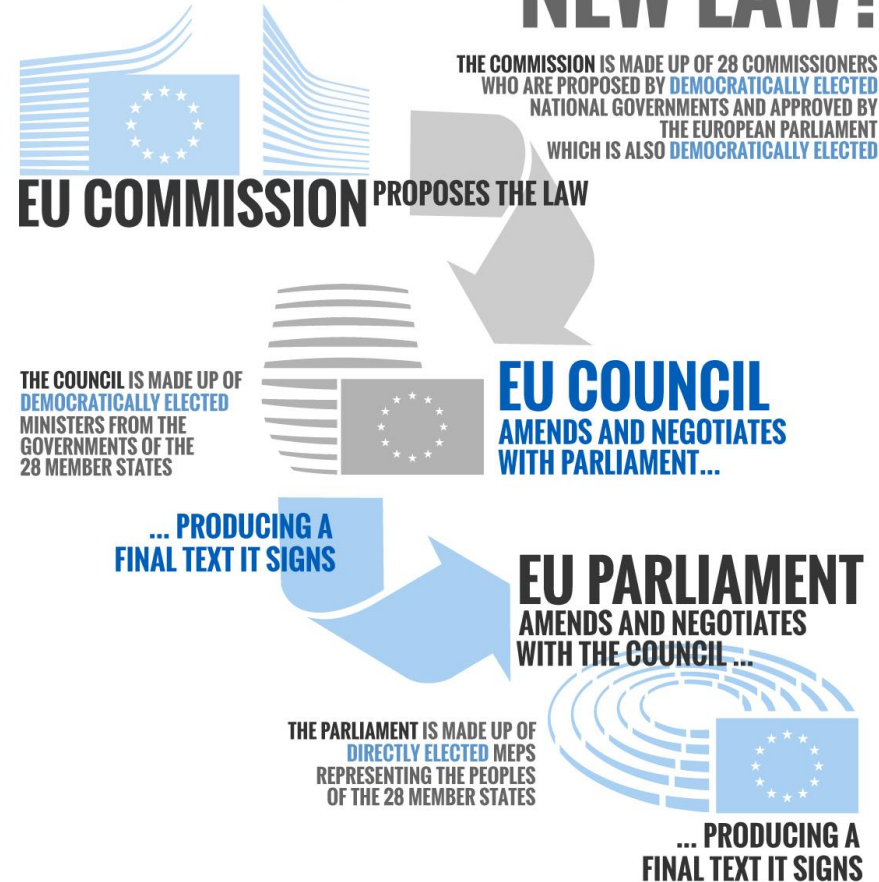 NEW LAW?
THE COMMISSION IS MADE UP OF 28 COMMISSIONERS
WHO ARE PROPOSED BY DEMOCRATICALLY ELECTED
NATIONAL GOVERNMENTS AND APPROVED BY
THE EUROPEAN PARLIAMENT
WHICH IS ALSO DEMOCRATICALLY ELECTED
EU COMMISSION PROPOSES THE LAW
THE COUNCIL IS MADE UP OF
DEMOCRATICALLY ELECTED
MINISTERS FROM THE
GOVERNMENTS OF THE
28 MEMBER STATES
EU COUNCIL
AMENDS AND NEGOTIATES
WITH PARLIAMENT...
... PRODUCING A
FINAL TEXT IT SIGNS
EU PARLIAMENT
AMENDS AND NEGOTIATES
WITH THE COUNCIL ...
THE PARLIAMENT IS MADE UP OF
DIRECTLY ELECTED MEPS
REPRESENTING THE PEOPLES
OF THE 28 MEMBER STATES
... PRODUCING A
FINAL TEXT IT SIGNS